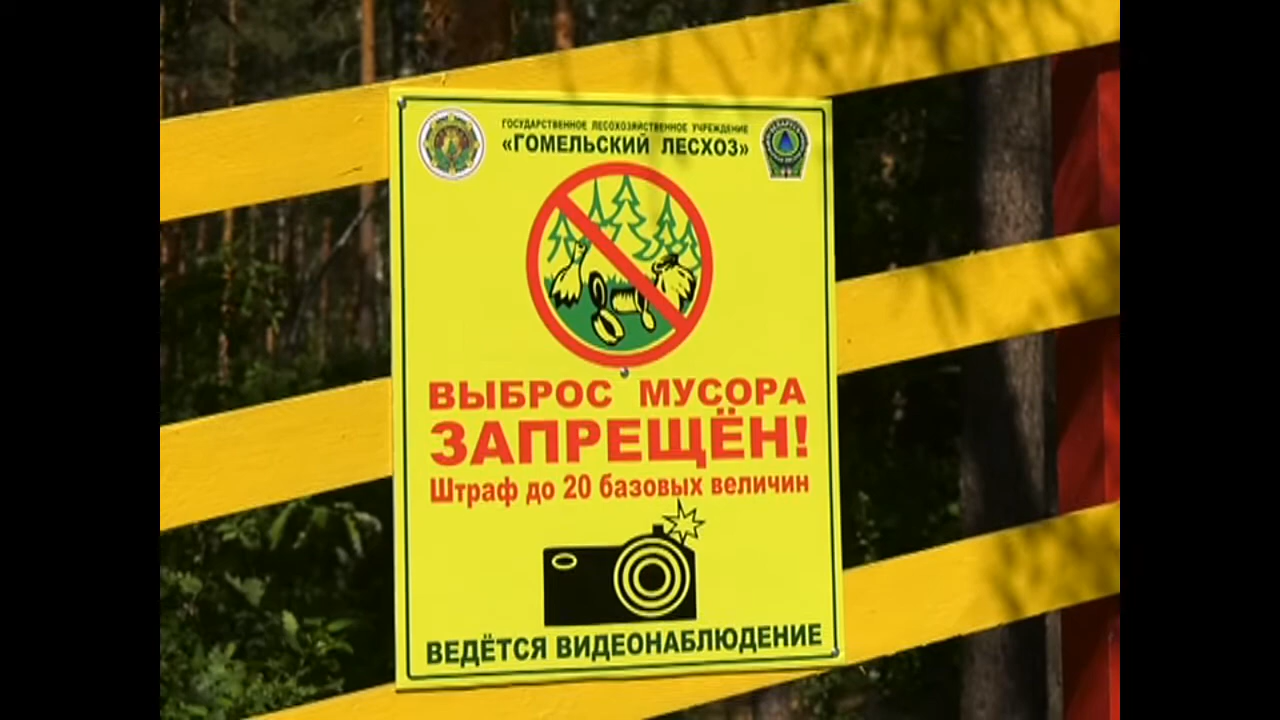 ГОСУДАРСТВЕННОЕ ЛЕСОХОЗЯЙСТВЕННОЕ УЧРЕЖДЕНИЕ
«ГОМЕЛЬСКИЙ ЛЕСХОЗ»
ВЫБРОС МУСОРА
ЗАПРЕЩЁН!
Штраф до 20 базовых величин
ВЕДЁТСЯ ВИДЕОНАБЛЮДЕНИЕ